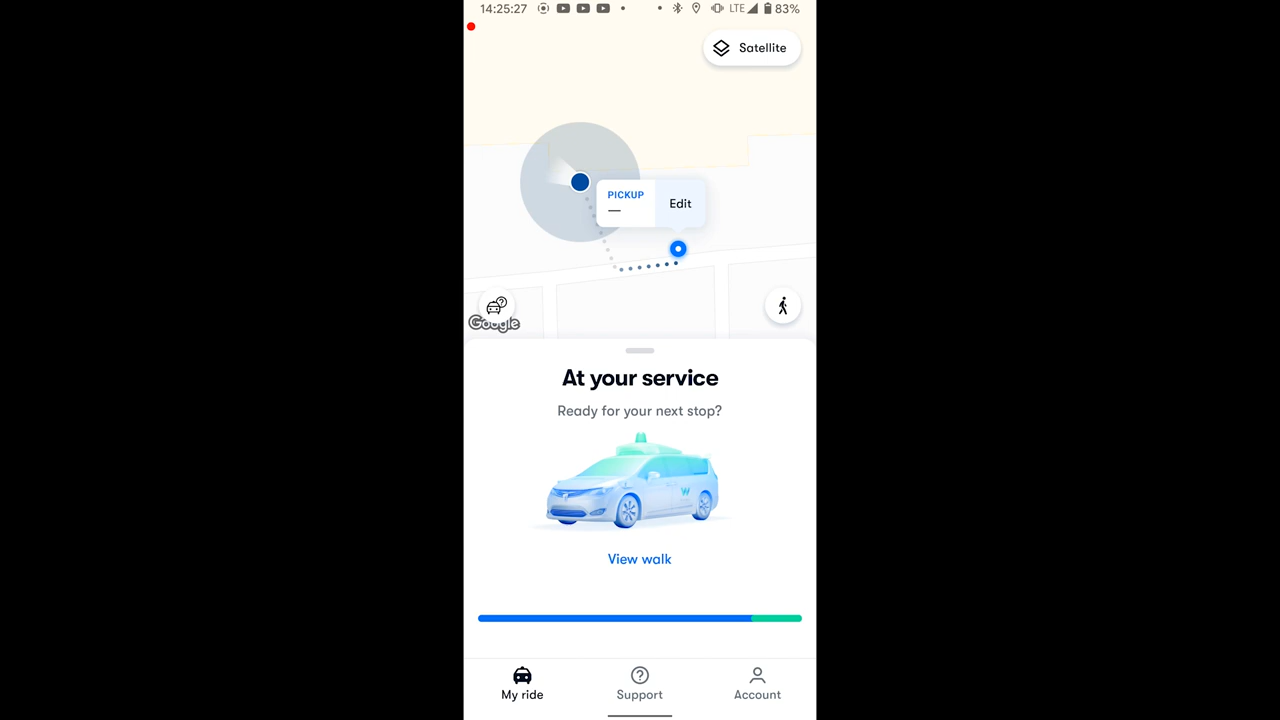 14:25:27 LTE 83%
Satellite
PICKUP
—
Edit
Google
At your service
Ready for your next stop?
View walk
My ride
Support
Account